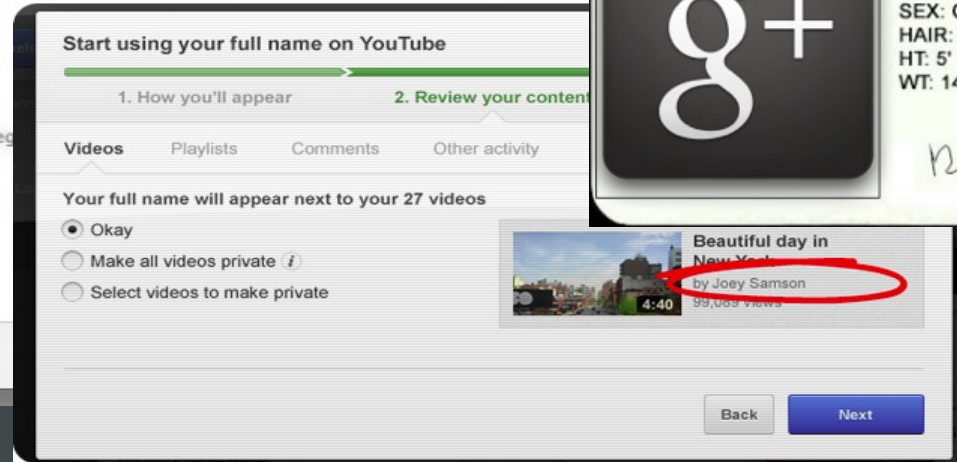 g+
SEX:
HAIR:
HT: 5'
WT: 14
Start using your full name on YouTube
1. How you'll appear
2. Review your content
Videos Playlists Comments Other activity
Your full name will appear next to your 27 videos
Okay
Make all videos private i
Select videos to make private
Beautiful day in
New York
by Joey Samson
99,089 views
4:40
Back Next